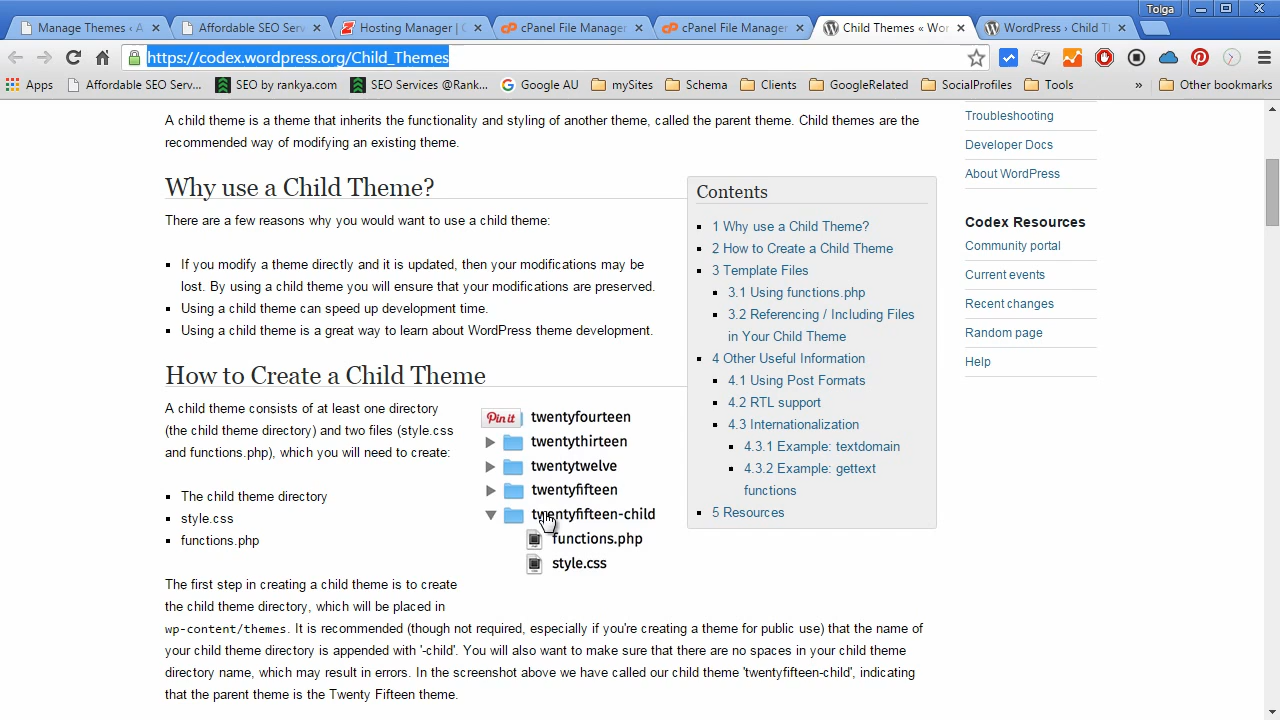 Tolga
Manage Themes ‹ A
Affordable SEO Serv
Hosting Manager | C
cPanel File Manager
cPanel File Manager
Child Themes « Wor
WordPress › Child T
https://codex.wordpress.org/Child_Themes
Apps
Affordable SEO Servic...
SEO by rankya.com
SEO Services @Rank...
Google AU
mySites
Schema
Clients
GoogleRelated
SocialProfiles
Tools
»
Other bookmarks
A child theme is a theme that inherits the functionality and styling of another theme, called the parent theme. Child themes are the
recommended way of modifying an existing theme.
Why use a Child Theme?
There are a few reasons why you would want to use a child theme:
If you modify a theme directly and it is updated, then your modifications may be
lost. By using a child theme you will ensure that your modifications are preserved.
Using a child theme can speed up development time.
Using a child theme is a great way to learn about WordPress theme development.
How to Create a Child Theme
A child theme consists of at least one directory
(the child theme directory) and two files (style.css
and functions.php), which you will need to create:
The child theme directory
style.css
functions.php
Pin it
twentyfourteen
twentythirteen
twentytwelve
twentyfifteen
twentyfifteen-child
functions.php
style.css
The first step in creating a child theme is to create
the child theme directory, which will be placed in
wp-content/themes. It is recommended (though not required, especially if you're creating a theme for public use) that the name of
your child theme directory is appended with '-child'. You will also want to make sure that there are no spaces in your child theme
directory name, which may result in errors. In the screenshot above we have called our child theme 'twentyfifteen-child', indicating
that the parent theme is the Twenty Fifteen theme.
Contents
1 Why use a Child Theme?
2 How to Create a Child Theme
3 Template Files
3.1 Using functions.php
3.2 Referencing / Including Files
in Your Child Theme
4 Other Useful Information
4.1 Using Post Formats
4.2 RTL support
4.3 Internationalization
4.3.1 Example: textdomain
4.3.2 Example: gettext
functions
5 Resources
Troubleshooting
Developer Docs
About WordPress
Codex Resources
Community portal
Current events
Recent changes
Random page
Help